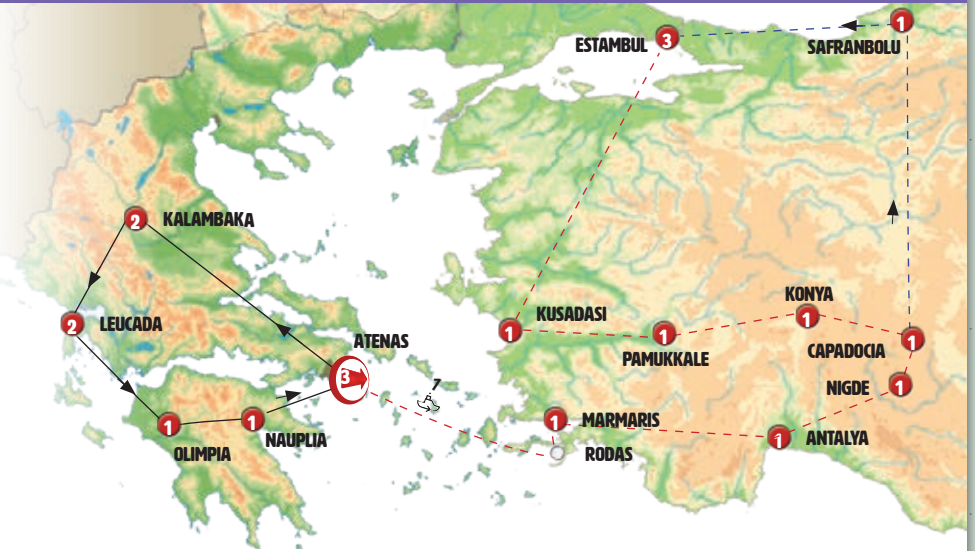 ESTAMBUL 3
1
SAFRANBOLU
2 KALAMBAKA
2 LEUCADA
1 KUSADASI
1
PAMUKKALE
KONYA
1
1
CAPADOCIA
NIGDE 1
ATENAS
3
1
1
OLIMPIA
1
NAUPLIA
1 MARMARIS
RODAS
1 ANTALYA